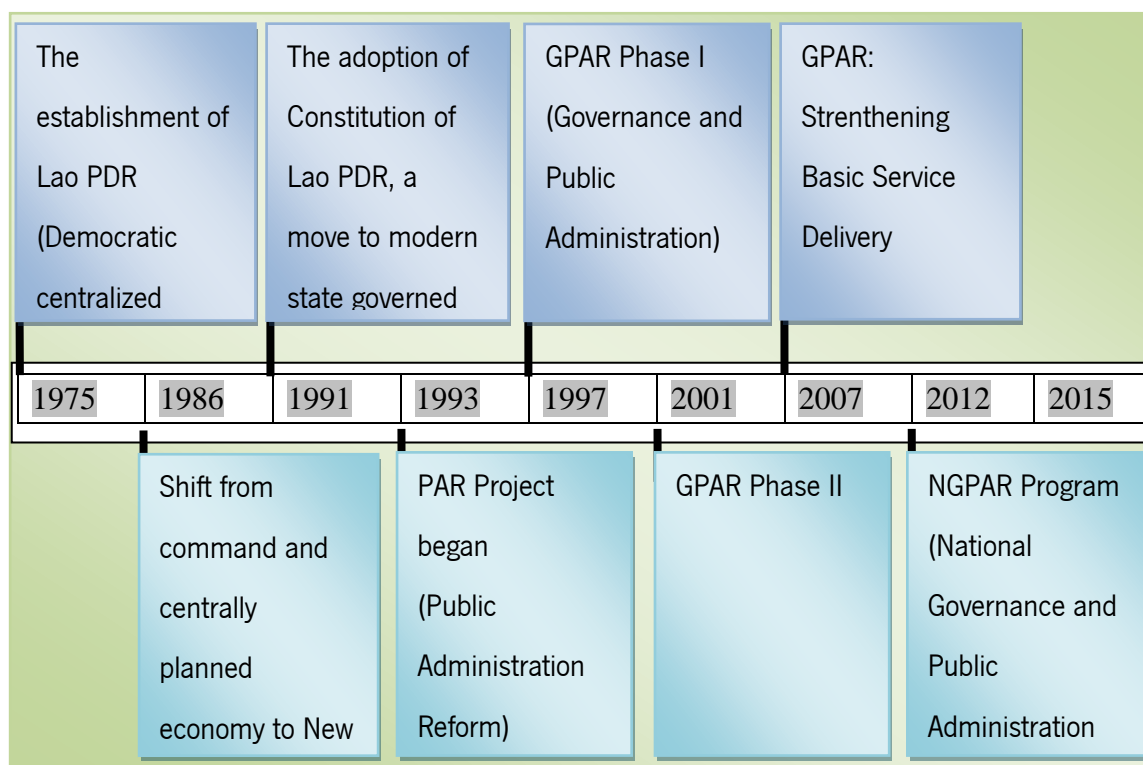 The
establishment of
Lao PDR
(Democratic
centralized
The adoption of
Constitution of
Lao PDR, a
move to modern
state governed
GPAR Phase I
(Governance and
Public
Administration)
GPAR:
Strenthening
Basic Service
Delivery
1975 1986 1991 1993 1997 2001 2007 2012 2015
Shift from
command and
centrally
planned
economy to New
PAR Project
began
(Public
Administration
Reform)
GPAR Phase II
NGPAR Program
(National
Governance and
Public
Administration